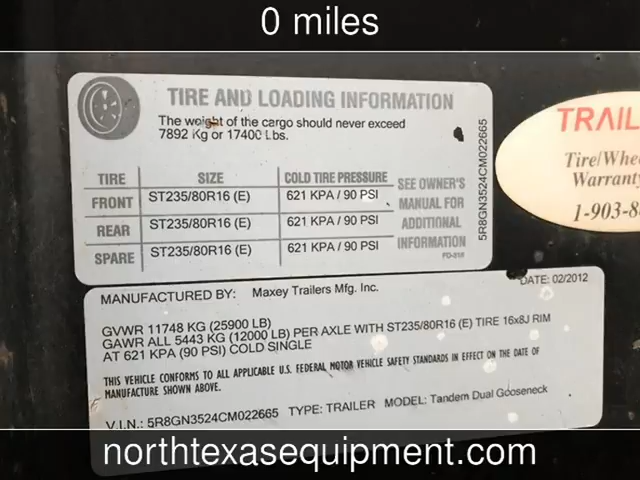 0 miles
TIRE AND LOADING INFORMATION
The weight of the cargo should never exceed
7892 Kg or 17400 Lbs.
TIRE SIZE COLD TIRE PRESSURE
FRONT ST235/80R16 (E) 621 KPA / 90 PSI
REAR ST235/80R16 (E) 621 KPA / 90 PSI
SPARE ST235/80R16 (E) 621 KPA / 90 PSI
SEE OWNER'S
MANUAL FOR
ADDITIONAL
INFORMATION
5R8GN3524CM022665
TRAIL
Tire/Whe
Warranty
1-903-8
MANUFACTURED BY: Maxey Trailers Mfg. Inc.
DATE: 02/2012
GVWR 11748 KG (25900 LB)
GAWR ALL 5443 KG (12000 LB) PER AXLE WITH ST235/80R16 (E) TIRE 16x8J RIM
AT 621 KPA (90 PSI) COLD SINGLE
THIS VEHICLE CONFORMS TO ALL APPLICABLE U.S. FEDERAL MOTOR VEHICLE SAFETY STANDARDS IN EFFECT ON THE DATE OF
MANUFACTURE SHOWN ABOVE.
V.I.N.: 5R8GN3524CM022665 TYPE: TRAILER MODEL: Tandem Dual Gooseneck
northtexasequipment.com